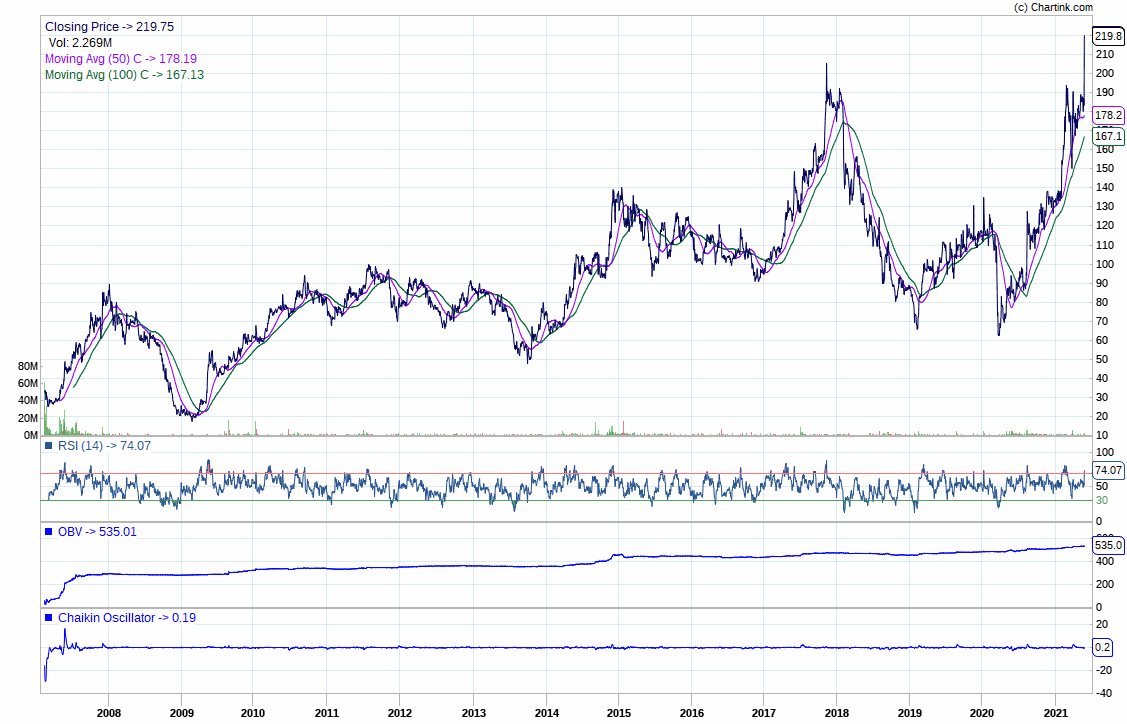 (c) Chartink.com
Closing Price -> 219.75
Vol: 2.269M
Moving Avg (50) C -> 178.19
Moving Avg (100) C -> 167.13
219.8
210
200
190
178.2
167.1
160
150
140
130
120
110
100
90
80
70
60
50
40
30
20
10
80M
60M
40M
20M
0M
RSI (14) -> 74.07
100
74.07
50
30
0
OBV -> 535.01
535.0
400
200
0
Chaikin Oscillator -> 0.19
20
0.2
-20
-40
2008 2009 2010 2011 2012 2013 2014 2015 2016 2017 2018 2019 2020 2021